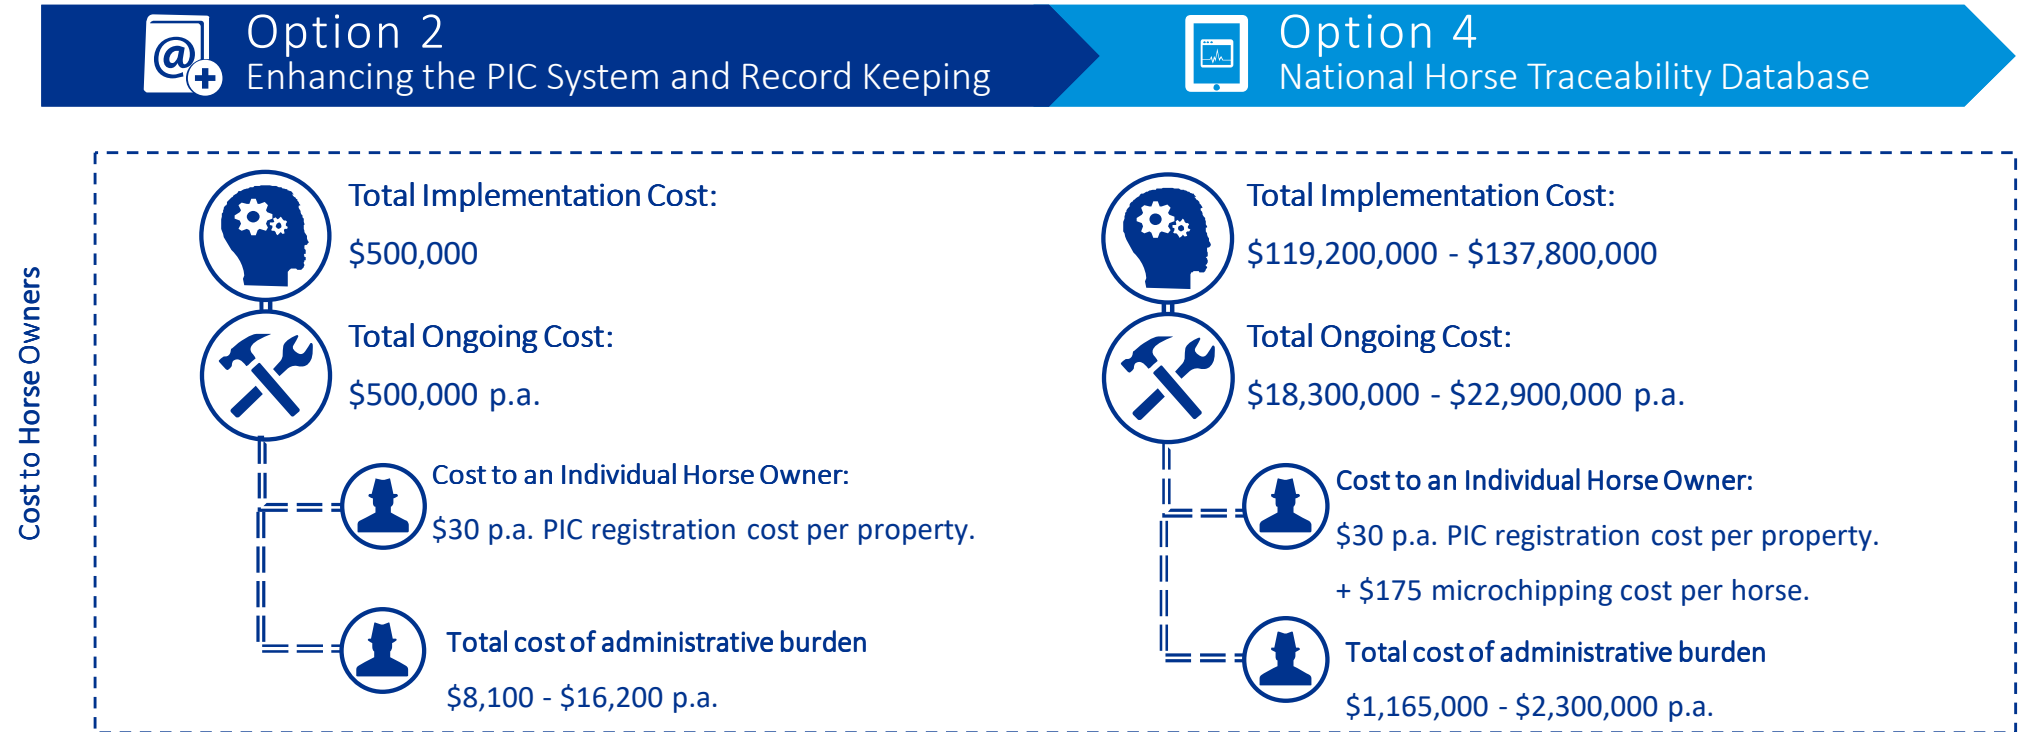 Option 2
Enhancing the PIC System and Record Keeping
Option 4
National Horse Traceability Database
Cost to Horse Owners
Total Implementation Cost:
$500,000
Total Ongoing Cost:
$500,000 p.a.
Cost to an Individual Horse Owner:
$30 p.a. PIC registration cost per property.
Total cost of administrative burden
$8,100 - $16,200 p.a.
Total Implementation Cost:
$119,200,000 - $137,800,000
Total Ongoing Cost:
$18,300,000 - $22,900,000 p.a.
Cost to an Individual Horse Owner:
$30 p.a. PIC registration cost per property.
+ $175 microchipping cost per horse.
Total cost of administrative burden
$1,165,000 - $2,300,000 p.a.